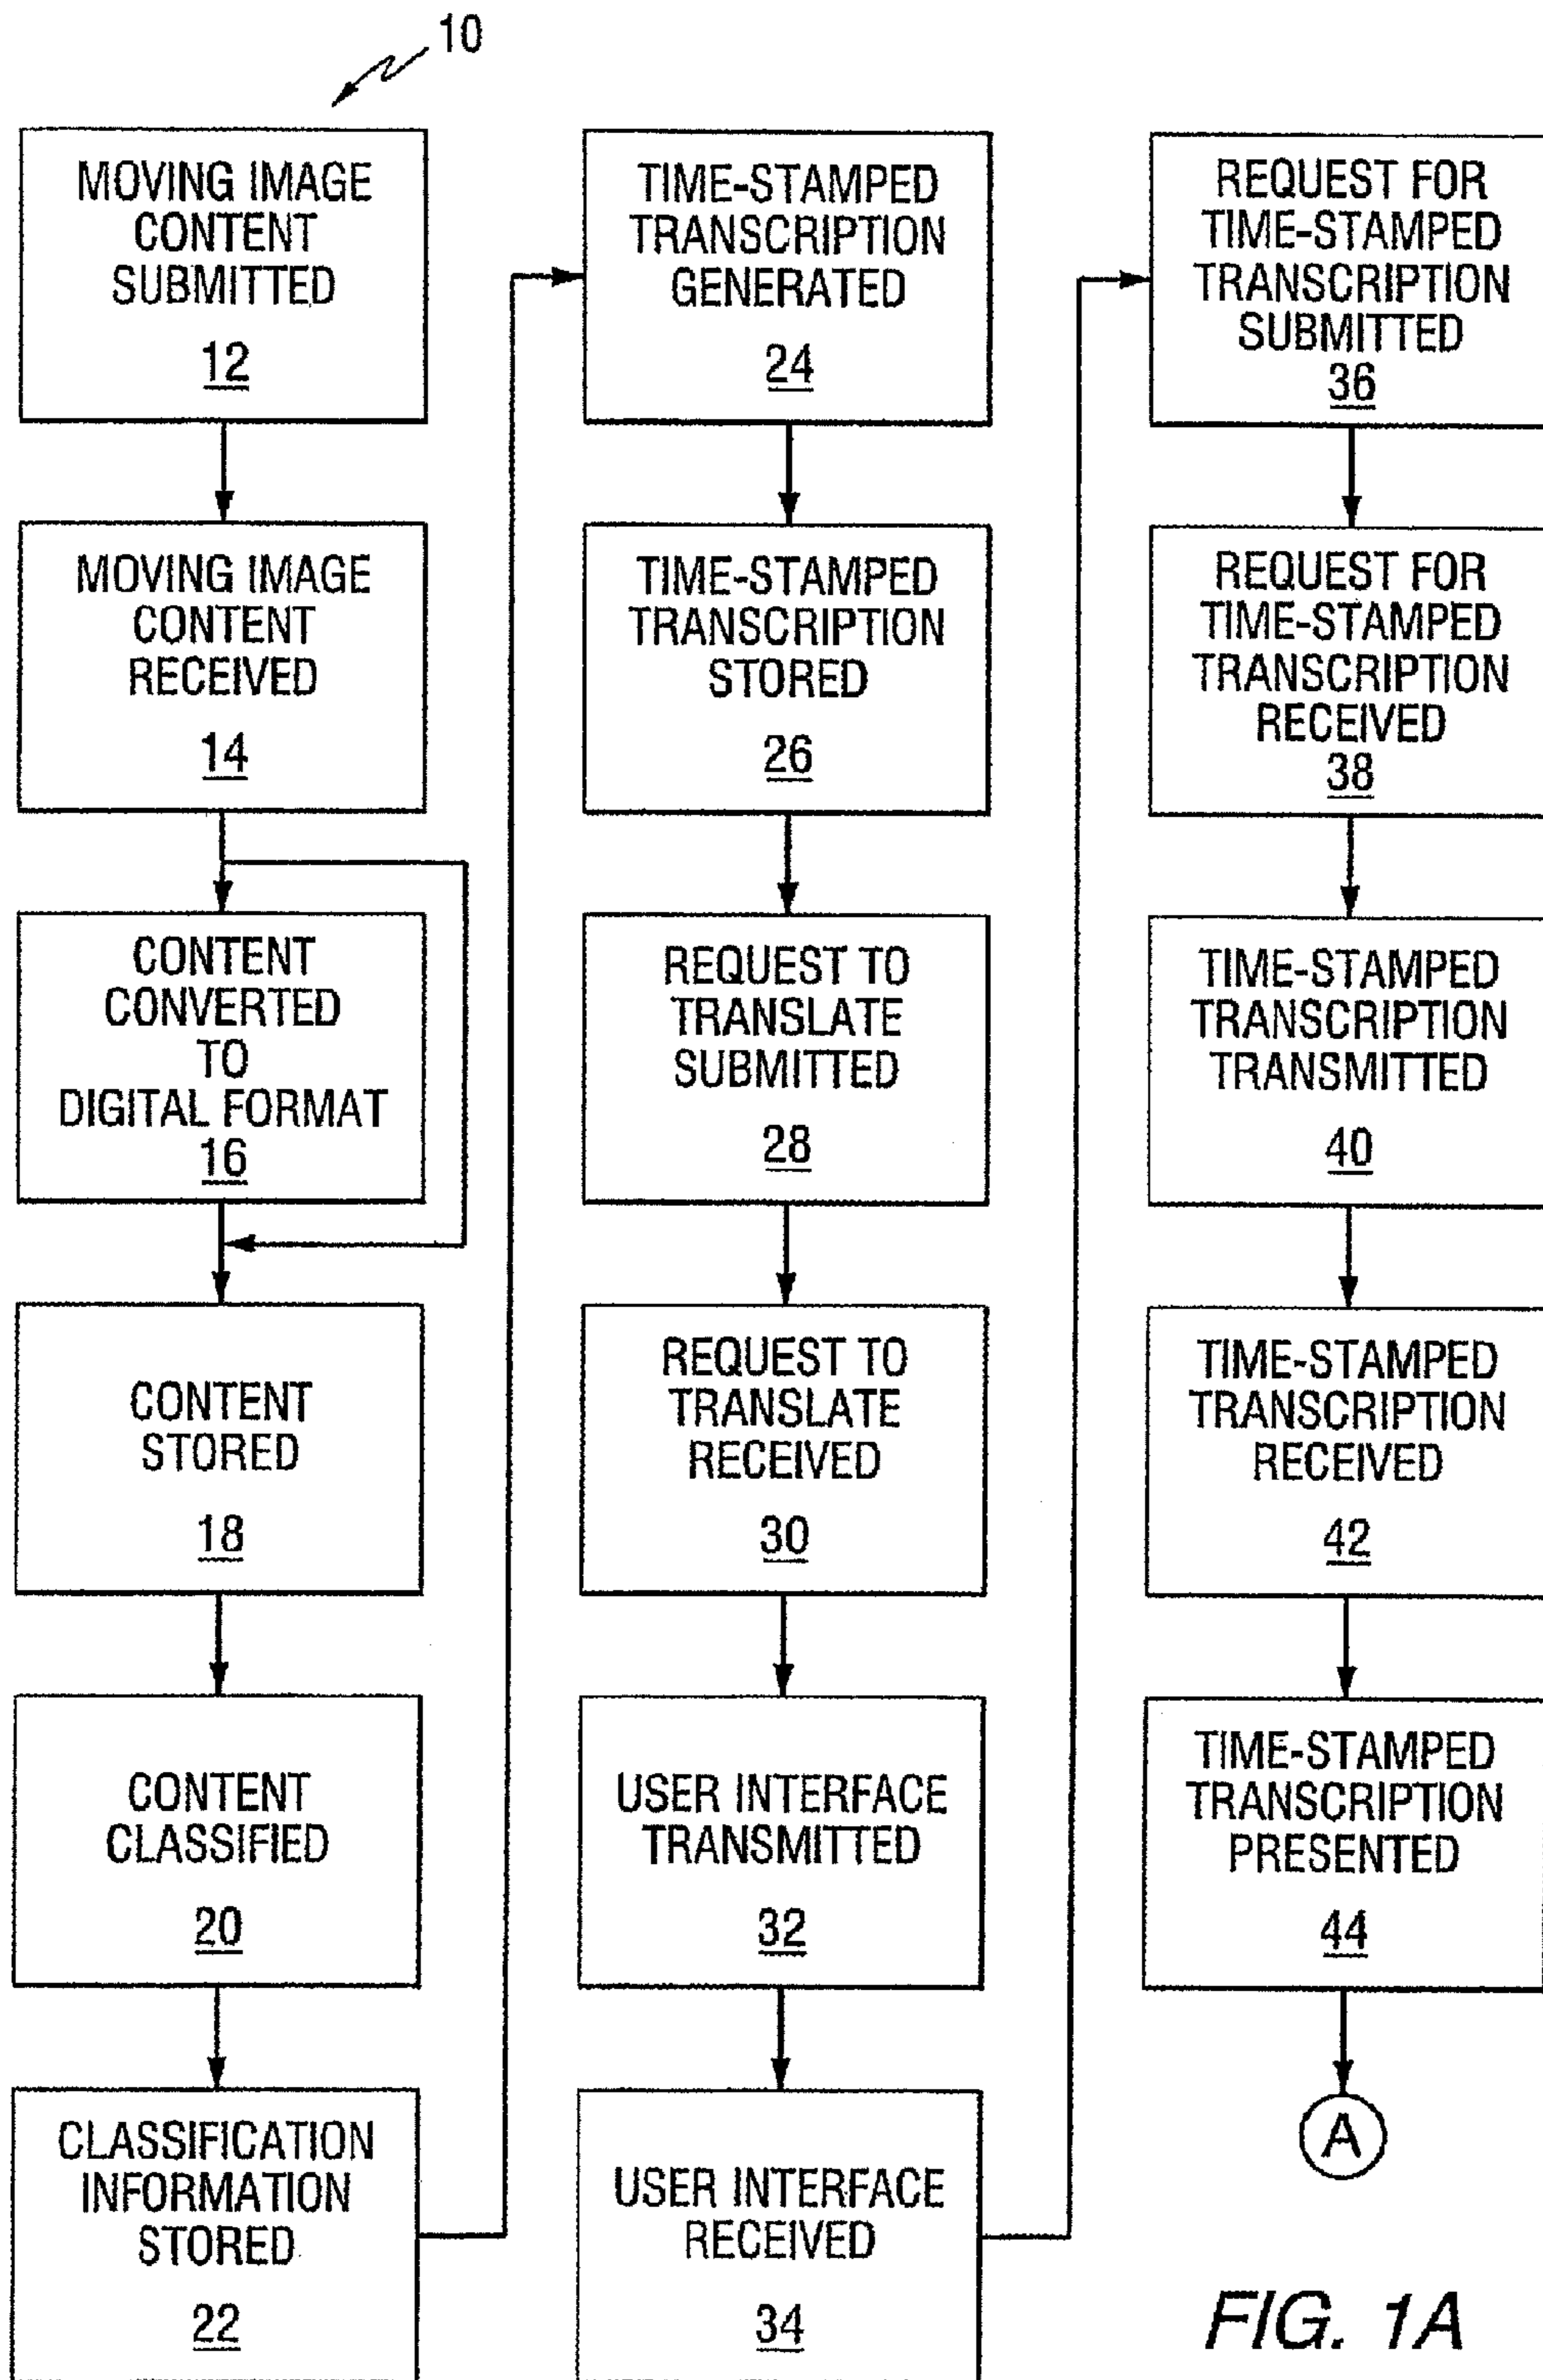 10
MOVING IMAGE
CONTENT
SUBMITTED
12
MOVING IMAGE
CONTENT
RECEIVED
14
CONTENT
CONVERTED
TO
DIGITAL FORMAT
16
CONTENT
STORED
18
CONTENT
CLASSIFIED
20
CLASSIFICATION
INFORMATION
STORED
22
TIME-STAMPED
TRANSCRIPTION
GENERATED
24
TIME-STAMPED
TRANSCRIPTION
STORED
26
REQUEST TO
TRANSLATE
SUBMITTED
28
REQUEST TO
TRANSLATE
RECEIVED
30
USER INTERFACE
TRANSMITTED
32
USER INTERFACE
RECEIVED
34
REQUEST FOR
TIME-STAMPED
TRANSCRIPTION
SUBMITTED
36
REQUEST FOR
TIME-STAMPED
TRANSCRIPTION
RECEIVED
38
TIME-STAMPED
TRANSCRIPTION
TRANSMITTED
40
TIME-STAMPED
TRANSCRIPTION
RECEIVED
42
TIME-STAMPED
TRANSCRIPTION
PRESENTED
44
A
FIG. 1A